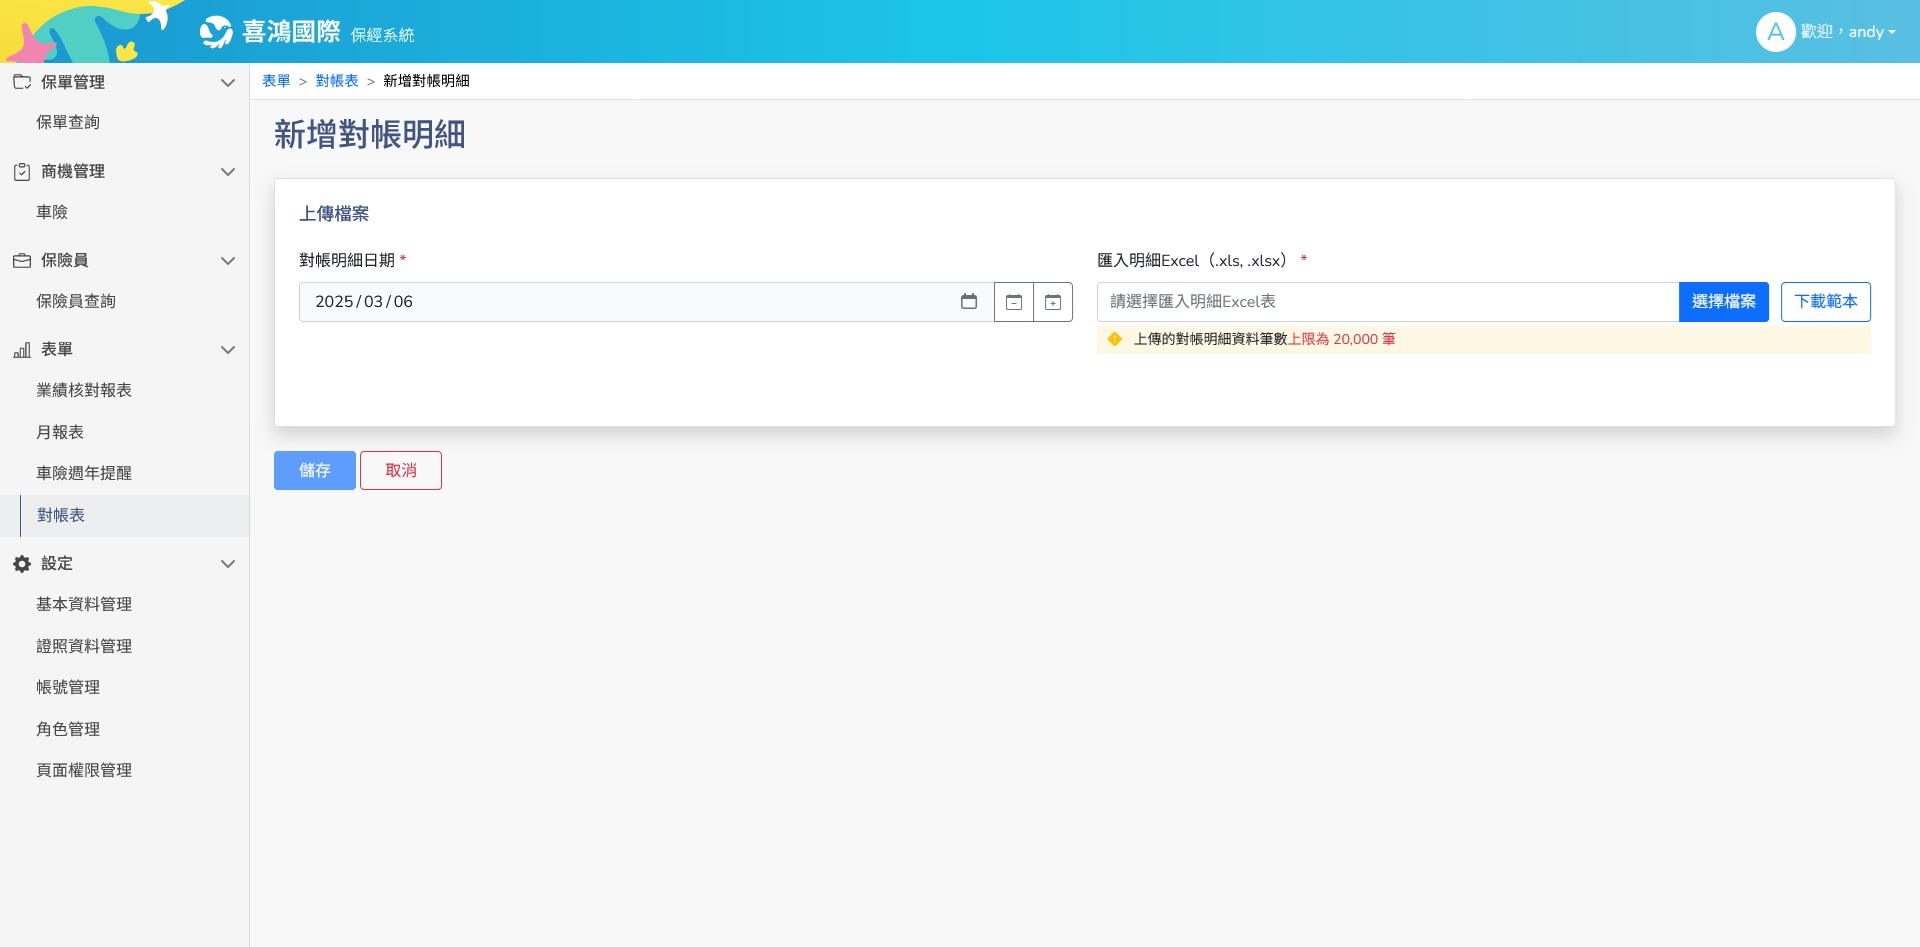 喜鴻國際 保經系統
A 歡迎，andy
保單管理
保單查詢
商機管理
車險
保險員
保險員查詢
表單
業績核對報表
月報表
車險週年提醒
對帳表
設定
基本資料管理
證照資料管理
帳號管理
角色管理
頁面權限管理
表單 > 對帳表 > 新增對帳明細
新增對帳明細
上傳檔案
對帳明細日期 *
2025/03/06
匯入明細Excel（.xls, .xlsx） *
請選擇匯入明細Excel表 選擇檔案 下載範本
上傳的對帳明細資料筆數上限為 20,000 筆
儲存 取消